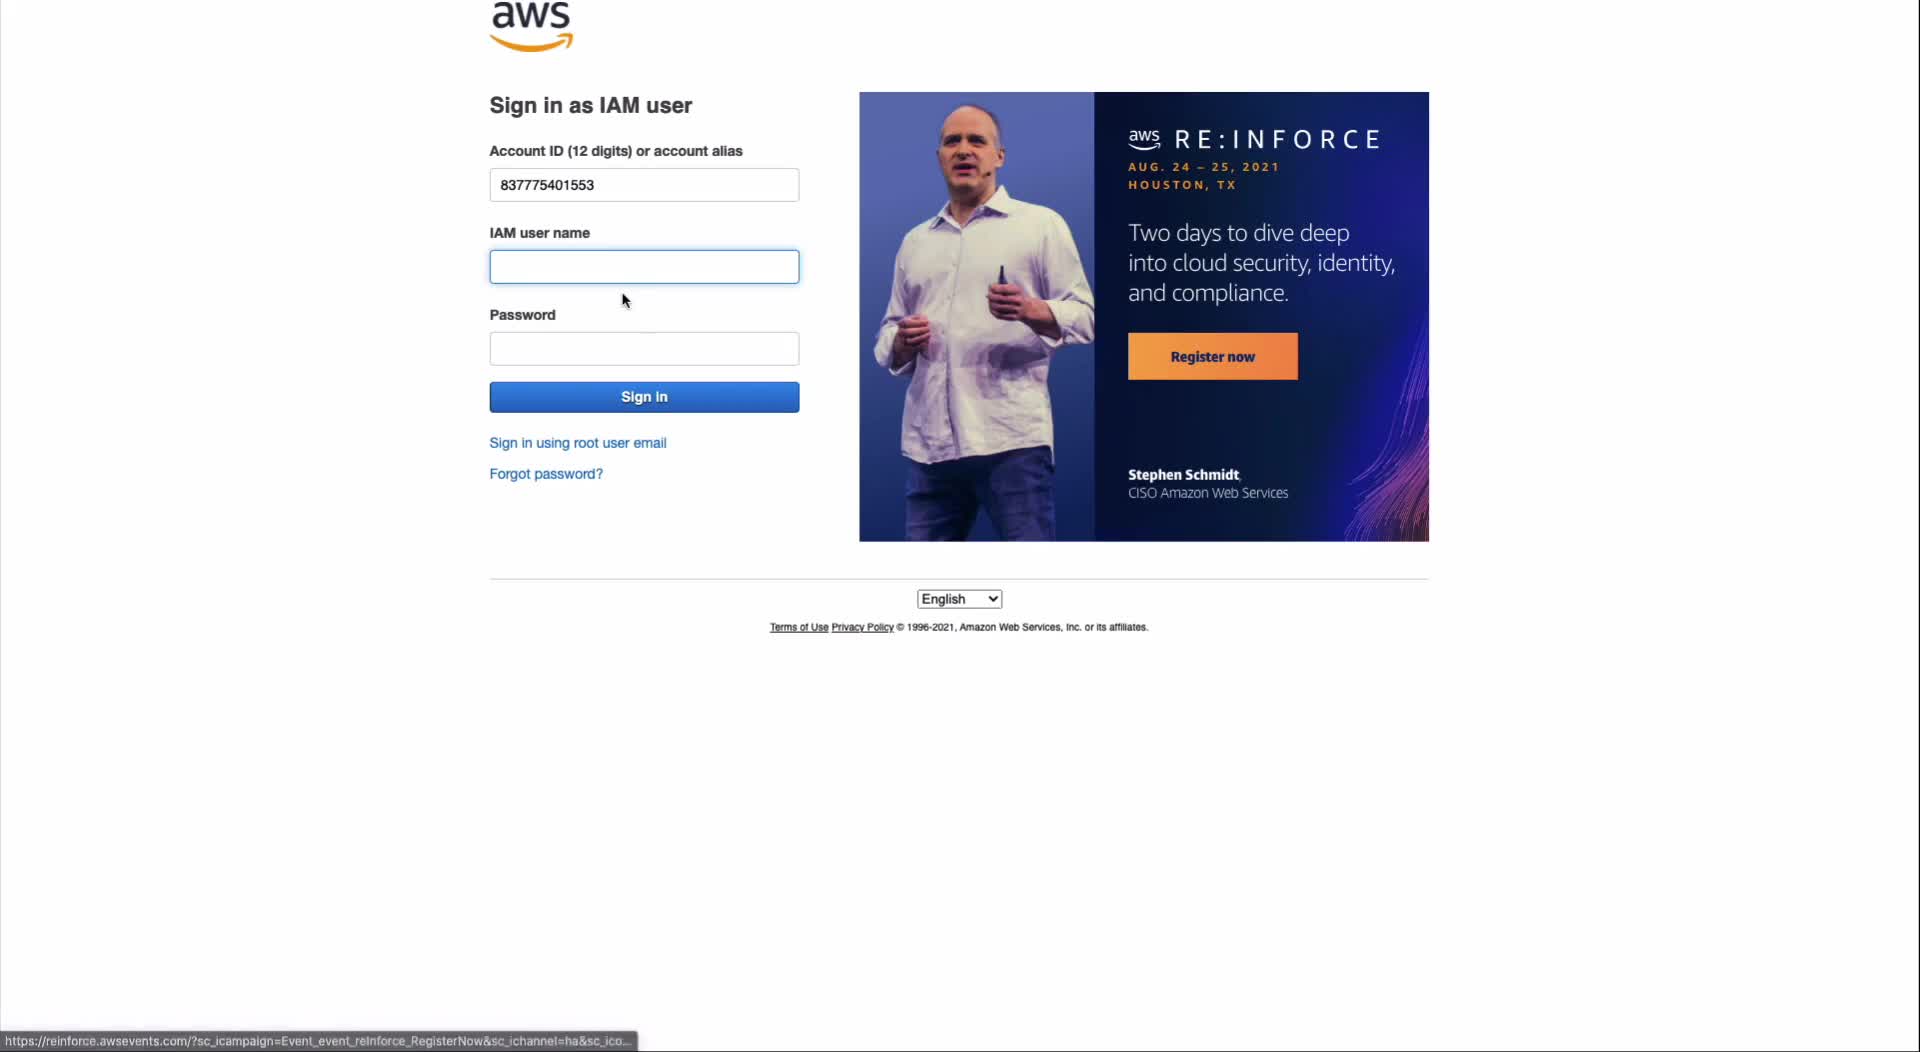 aws
Sign in as IAM user
Account ID (12 digits) or account alias
837775401553
IAM user name
Password
Sign in
Sign in using root user email
Forgot password?
aws RE:INFORCE
AUG. 24 – 25, 2021
HOUSTON, TX
Two days to dive deep
into cloud security, identity,
and compliance.
Register now
Stephen Schmidt,
CISO Amazon Web Services
English
Terms of Use Privacy Policy © 1996-2021, Amazon Web Services, Inc. or its affiliates.
https://reinforce.awsevents.com/?sc_icampaign=Event_event_reInforce_RegisterNow&sc_ichannel=ha&sc_ico...